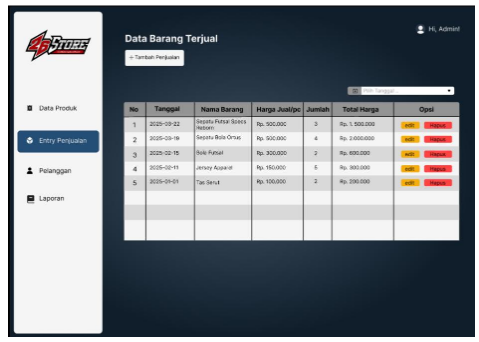 26STORE
Hi, Admin!
Data Barang Terjual
+ Tambah Penjualan
Pilih Tanggal...
Data Produk
Entry Penjualan
Pelanggan
Laporan
No Tanggal Nama Barang Harga Jual/pc Jumlah Total Harga Opsi
1 2025-03-22 Sepatu Futsal Specs Reborn Rp. 500.000 3 Rp. 1.500.000 edit Hapus
2 2025-03-19 Sepatu Bola Ortus Rp. 500.000 4 Rp. 2.000.000 edit Hapus
3 2025-02-15 Bola Futsal Rp. 300.000 2 Rp. 600.000 edit Hapus
4 2025-02-11 Jersey Apparel Rp. 150.000 5 Rp. 300.000 edit Hapus
5 2025-01-01 Tas Serut Rp. 100.000 2 Rp. 200.000 edit Hapus